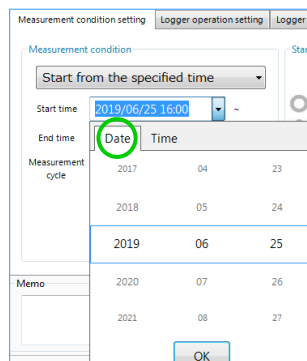 Measurement condition setting Logger operation setting Logger
Measurement condition Star
Start from the specified time
Start time 2019/06/25 16:00 ~
End time Date Time
Measurement
cycle
2017 04 23
2018 05 24
2019 06 25
2020 07 26
2021 08 27
Memo
OK